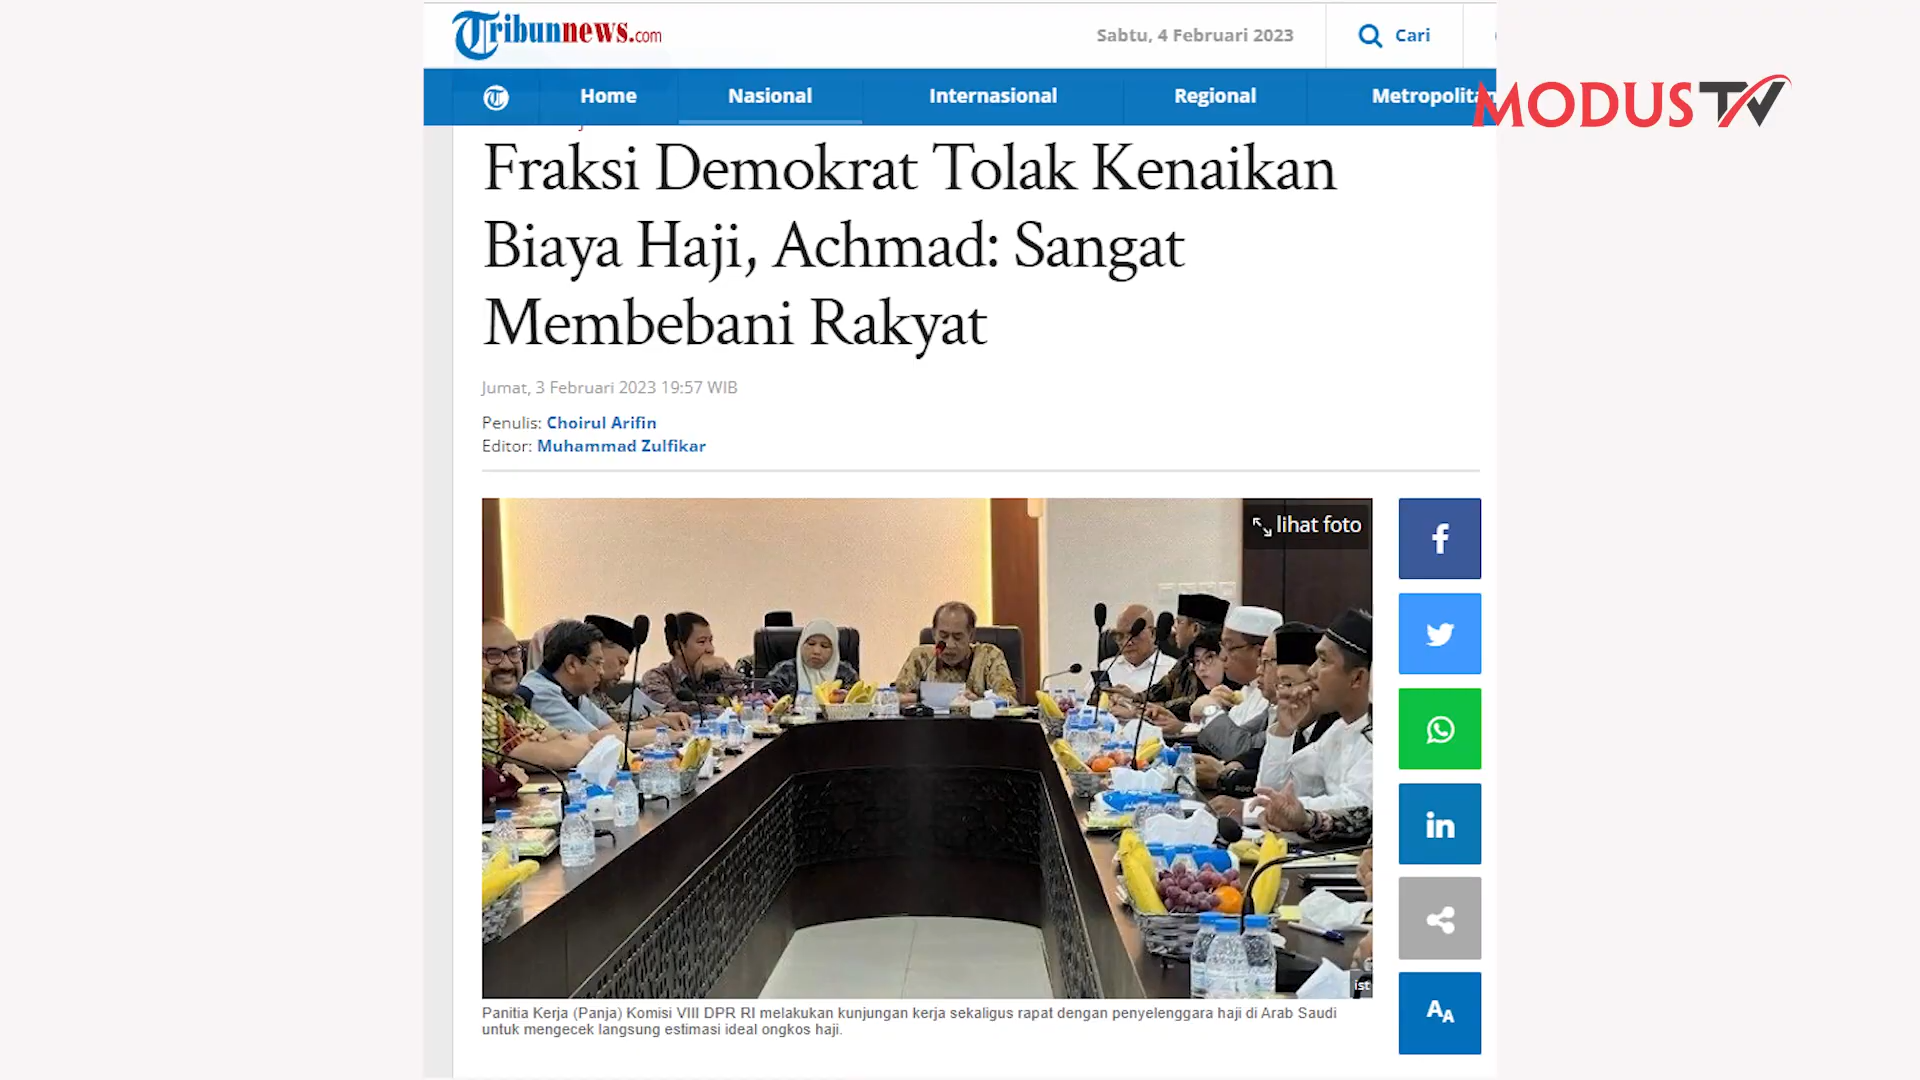 Tribunnews.com
Sabtu, 4 Februari 2023
Cari
Home
Nasional
Internasional
Regional
Metropolitan
MODUS TV
Fraksi Demokrat Tolak Kenaikan
Biaya Haji, Achmad: Sangat
Membebani Rakyat
Jumat, 3 Februari 2023 19:57 WIB
Penulis: Choirul Arifin
Editor: Muhammad Zulfikar
lihat foto
ist
Panitia Kerja (Panja) Komisi VIII DPR RI melakukan kunjungan kerja sekaligus rapat dengan penyelenggara haji di Arab Saudi
untuk mengecek langsung estimasi ideal ongkos haji.